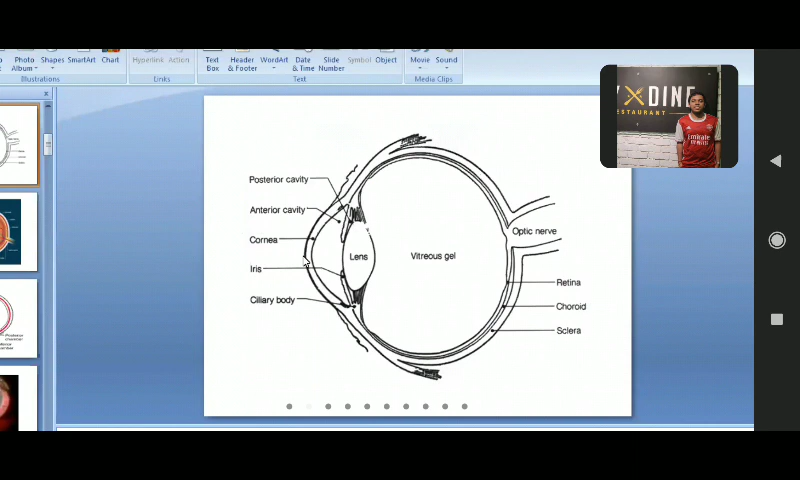 Photo
Album
Shapes
SmartArt
Chart
Hyperlink
Action
Text
Box
Header
& Footer
WordArt
Date
& Time
Slide
Number
Symbol
Object
Movie
Sound
Illustrations
Links
Text
Media Clips
DINE
ESTAURANT
Emirates
Posterior cavity
Anterior cavity
Cornea
Iris
Ciliary body
Lens
Vitreous gel
Optic nerve
Retina
Choroid
Sclera